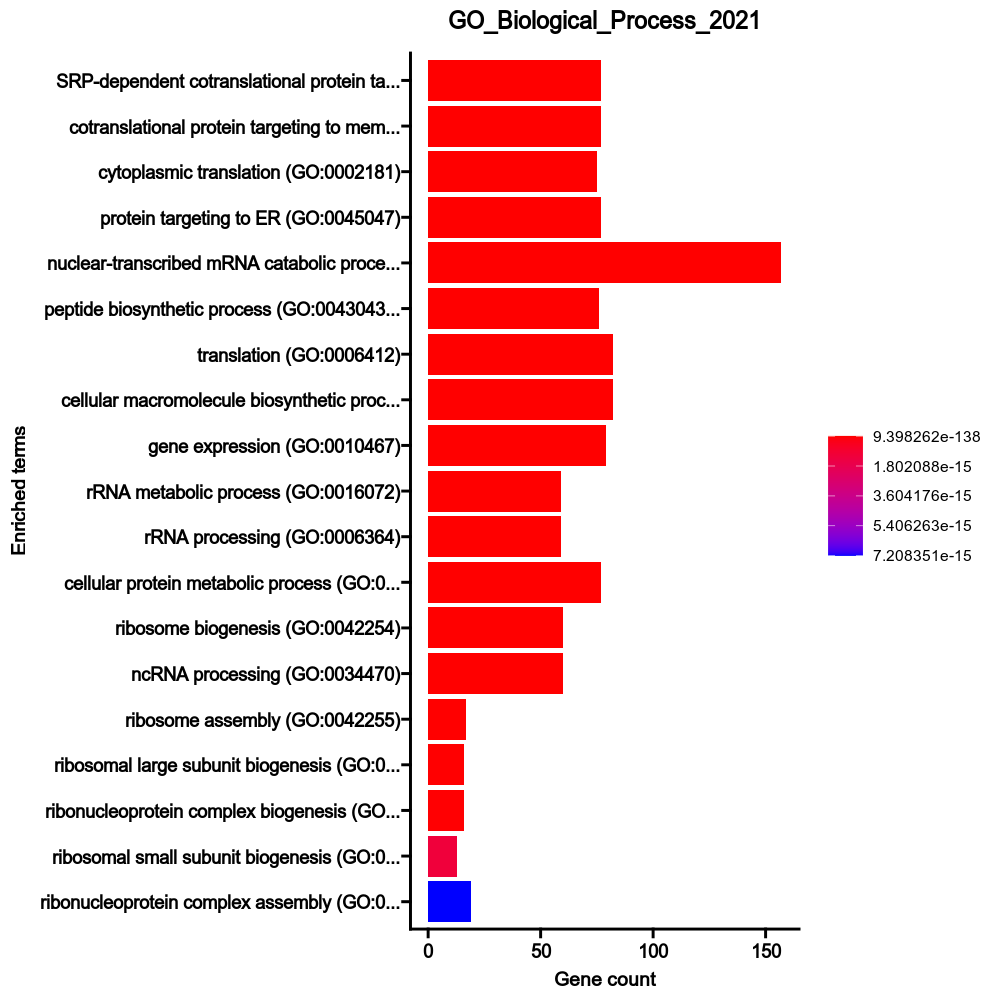 GO_Biological_Process_2021
SRP-dependent cotranslational protein ta...
cotranslational protein targeting to mem...
cytoplasmic translation (GO:0002181)
protein targeting to ER (GO:0045047)
nuclear-transcribed mRNA catabolic proce...
peptide biosynthetic process (GO:0043043...
translation (GO:0006412)
cellular macromolecule biosynthetic proc...
gene expression (GO:0010467)
rRNA metabolic process (GO:0016072)
rRNA processing (GO:0006364)
cellular protein metabolic process (GO:0...
ribosome biogenesis (GO:0042254)
ncRNA processing (GO:0034470)
ribosome assembly (GO:0042255)
ribosomal large subunit biogenesis (GO:0...
ribonucleoprotein complex biogenesis (GO...
ribosomal small subunit biogenesis (GO:0...
ribonucleoprotein complex assembly (GO:0...
Enriched terms
0 50 100 150
Gene count
9.398262e-138
1.802088e-15
3.604176e-15
5.406263e-15
7.208351e-15